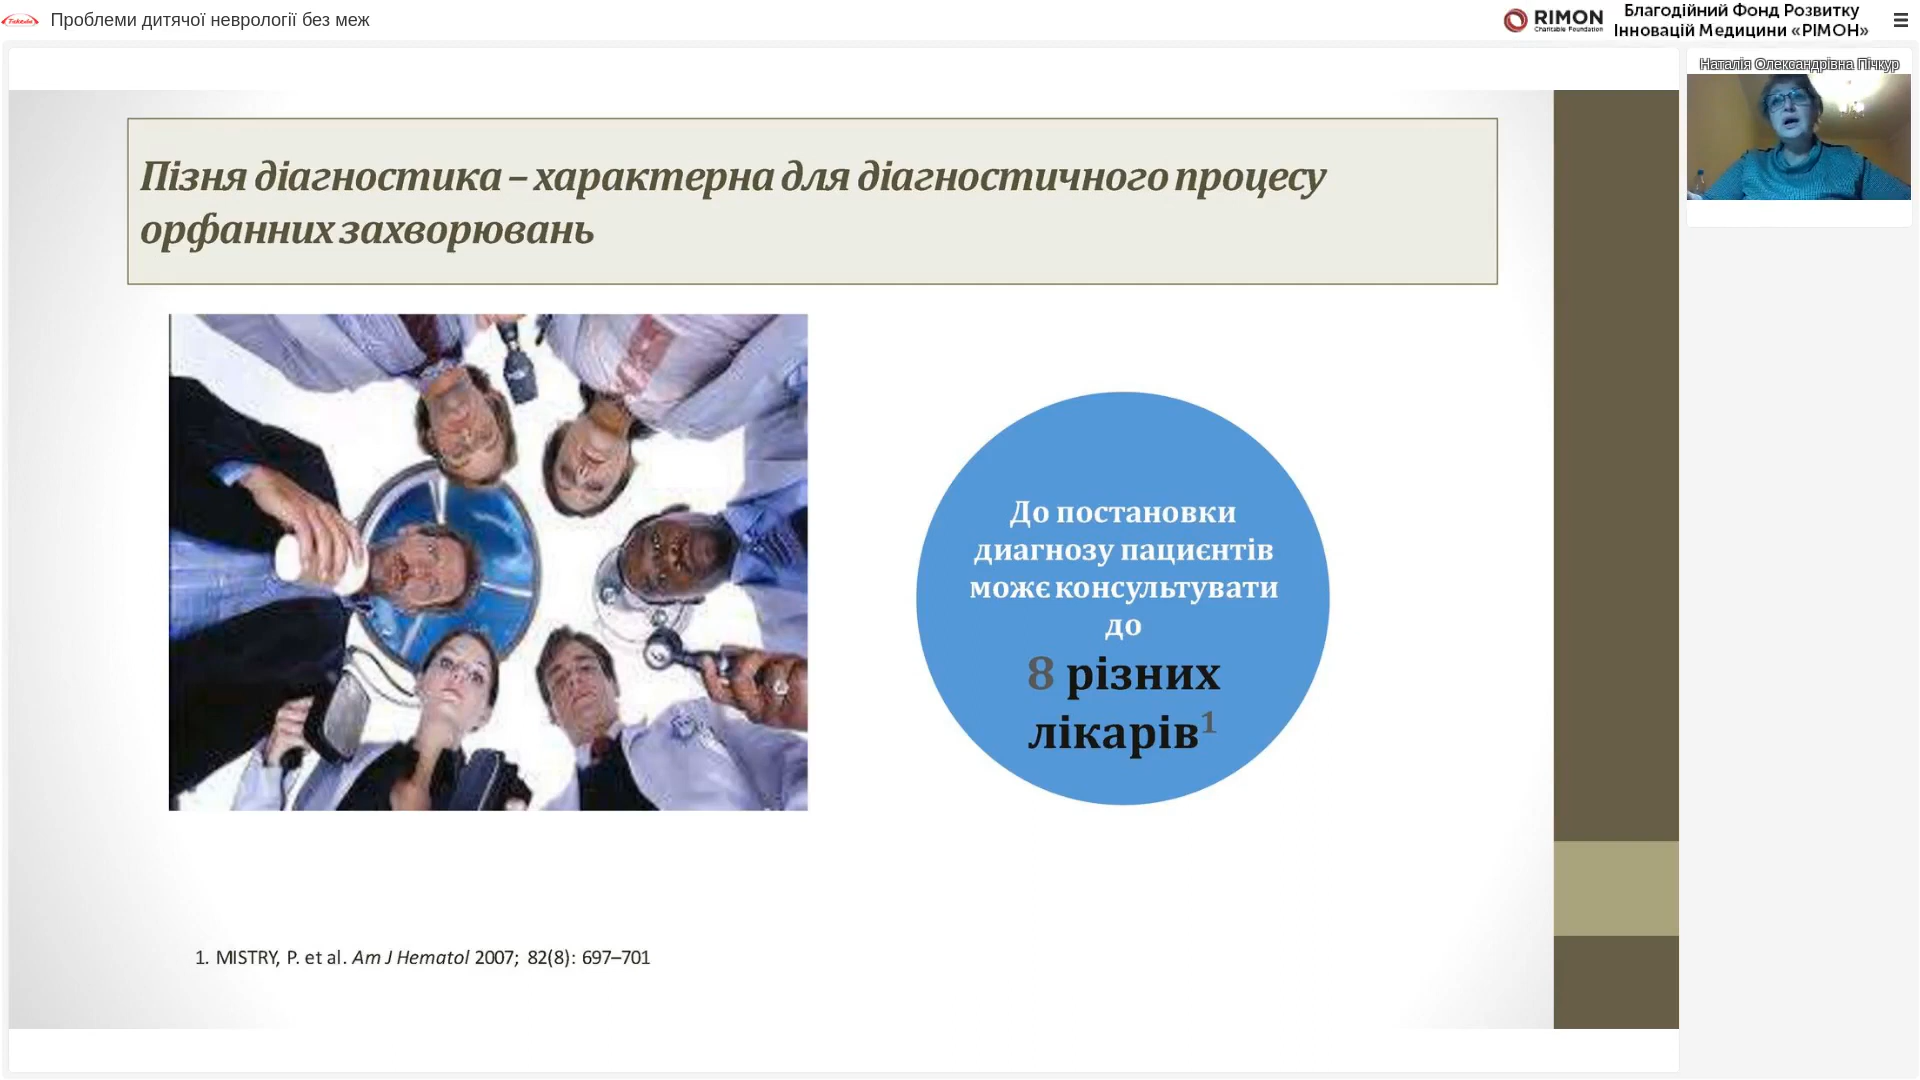 Takeda
Проблеми дитячої неврології без меж
RIMON
Charitable Foundation
Благодійний Фонд Розвитку
Інновацій Медицини «РІМОН»
Наталія Олександрівна Пічкур
Пізня діагностика – характерна для діагностичного процесу
орфанних захворювань
До постановки
диагнозу пацієнтів
можє консультувати
до
8 різних
лікарів1
1. MISTRY, P. et al. Am J Hematol 2007; 82(8): 697–701